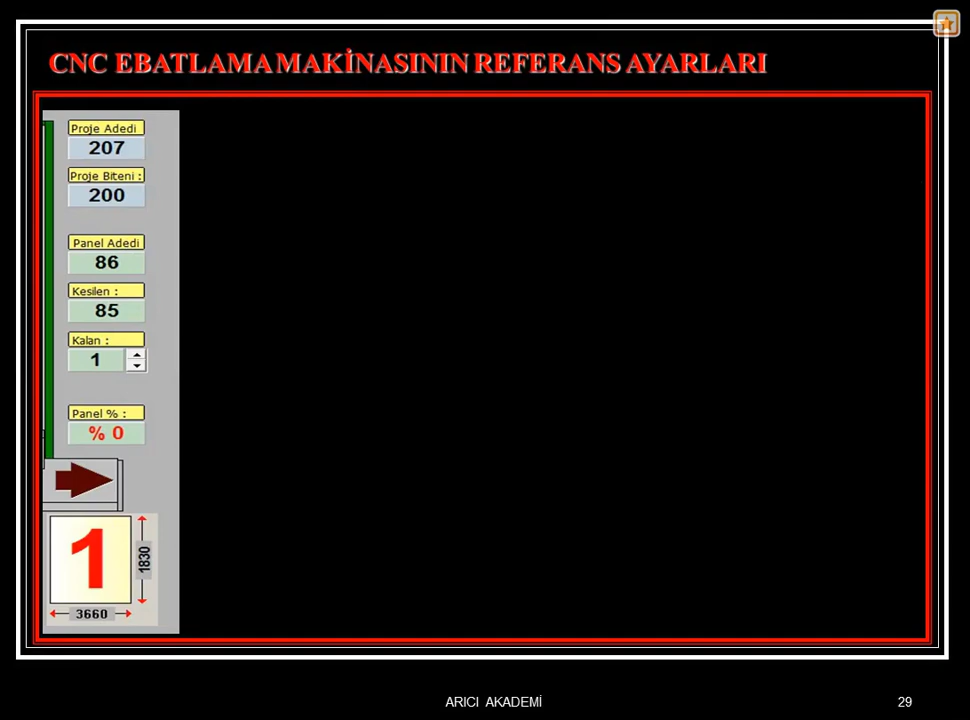 CNC EBATLAMA MAKİNASININ REFERANS AYARLARI
Proje Adedi
207
Proje Biteni :
200
Panel Adedi
86
Kesilen :
85
Kalan :
1
Panel % :
% 0
1
1830
3660
ARICI AKADEMİ
29